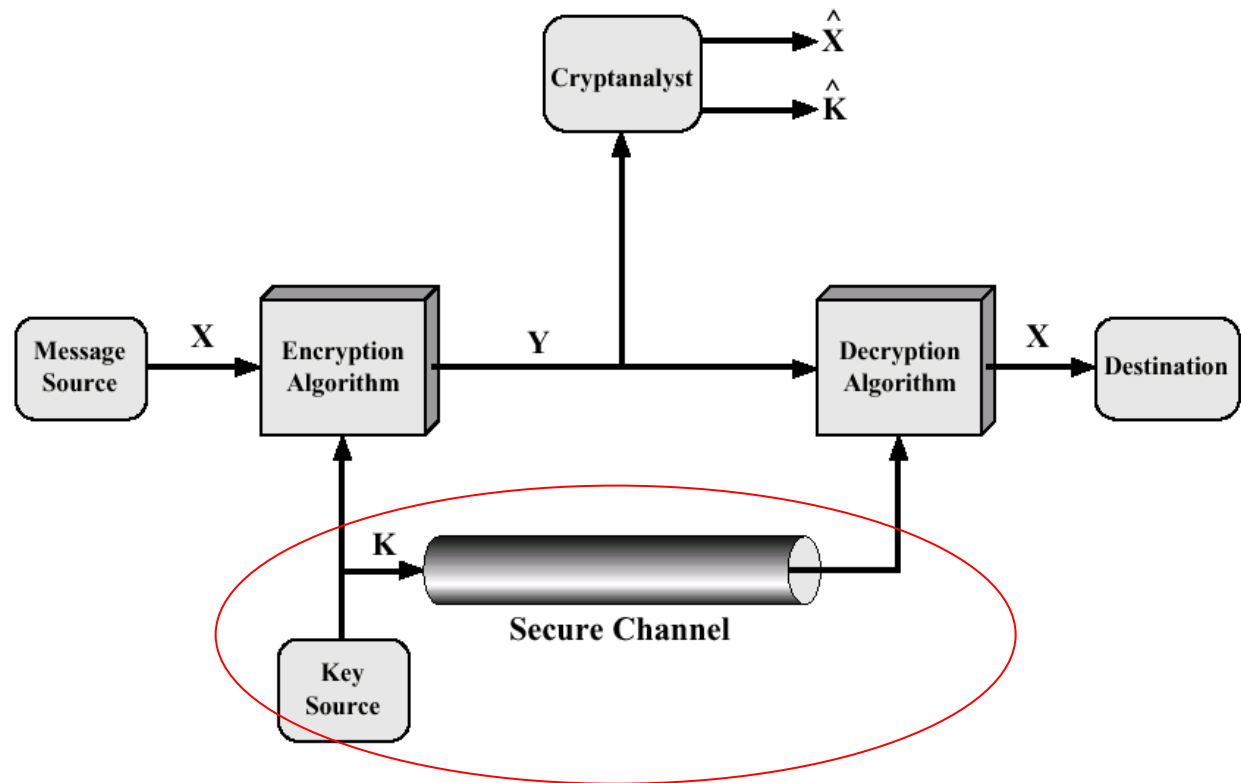 ^
X
Cryptanalyst
^
K
X
Y
X
Message
Source
Encryption
Algorithm
Decryption
Algorithm
Destination
K
Secure Channel
Key
Source